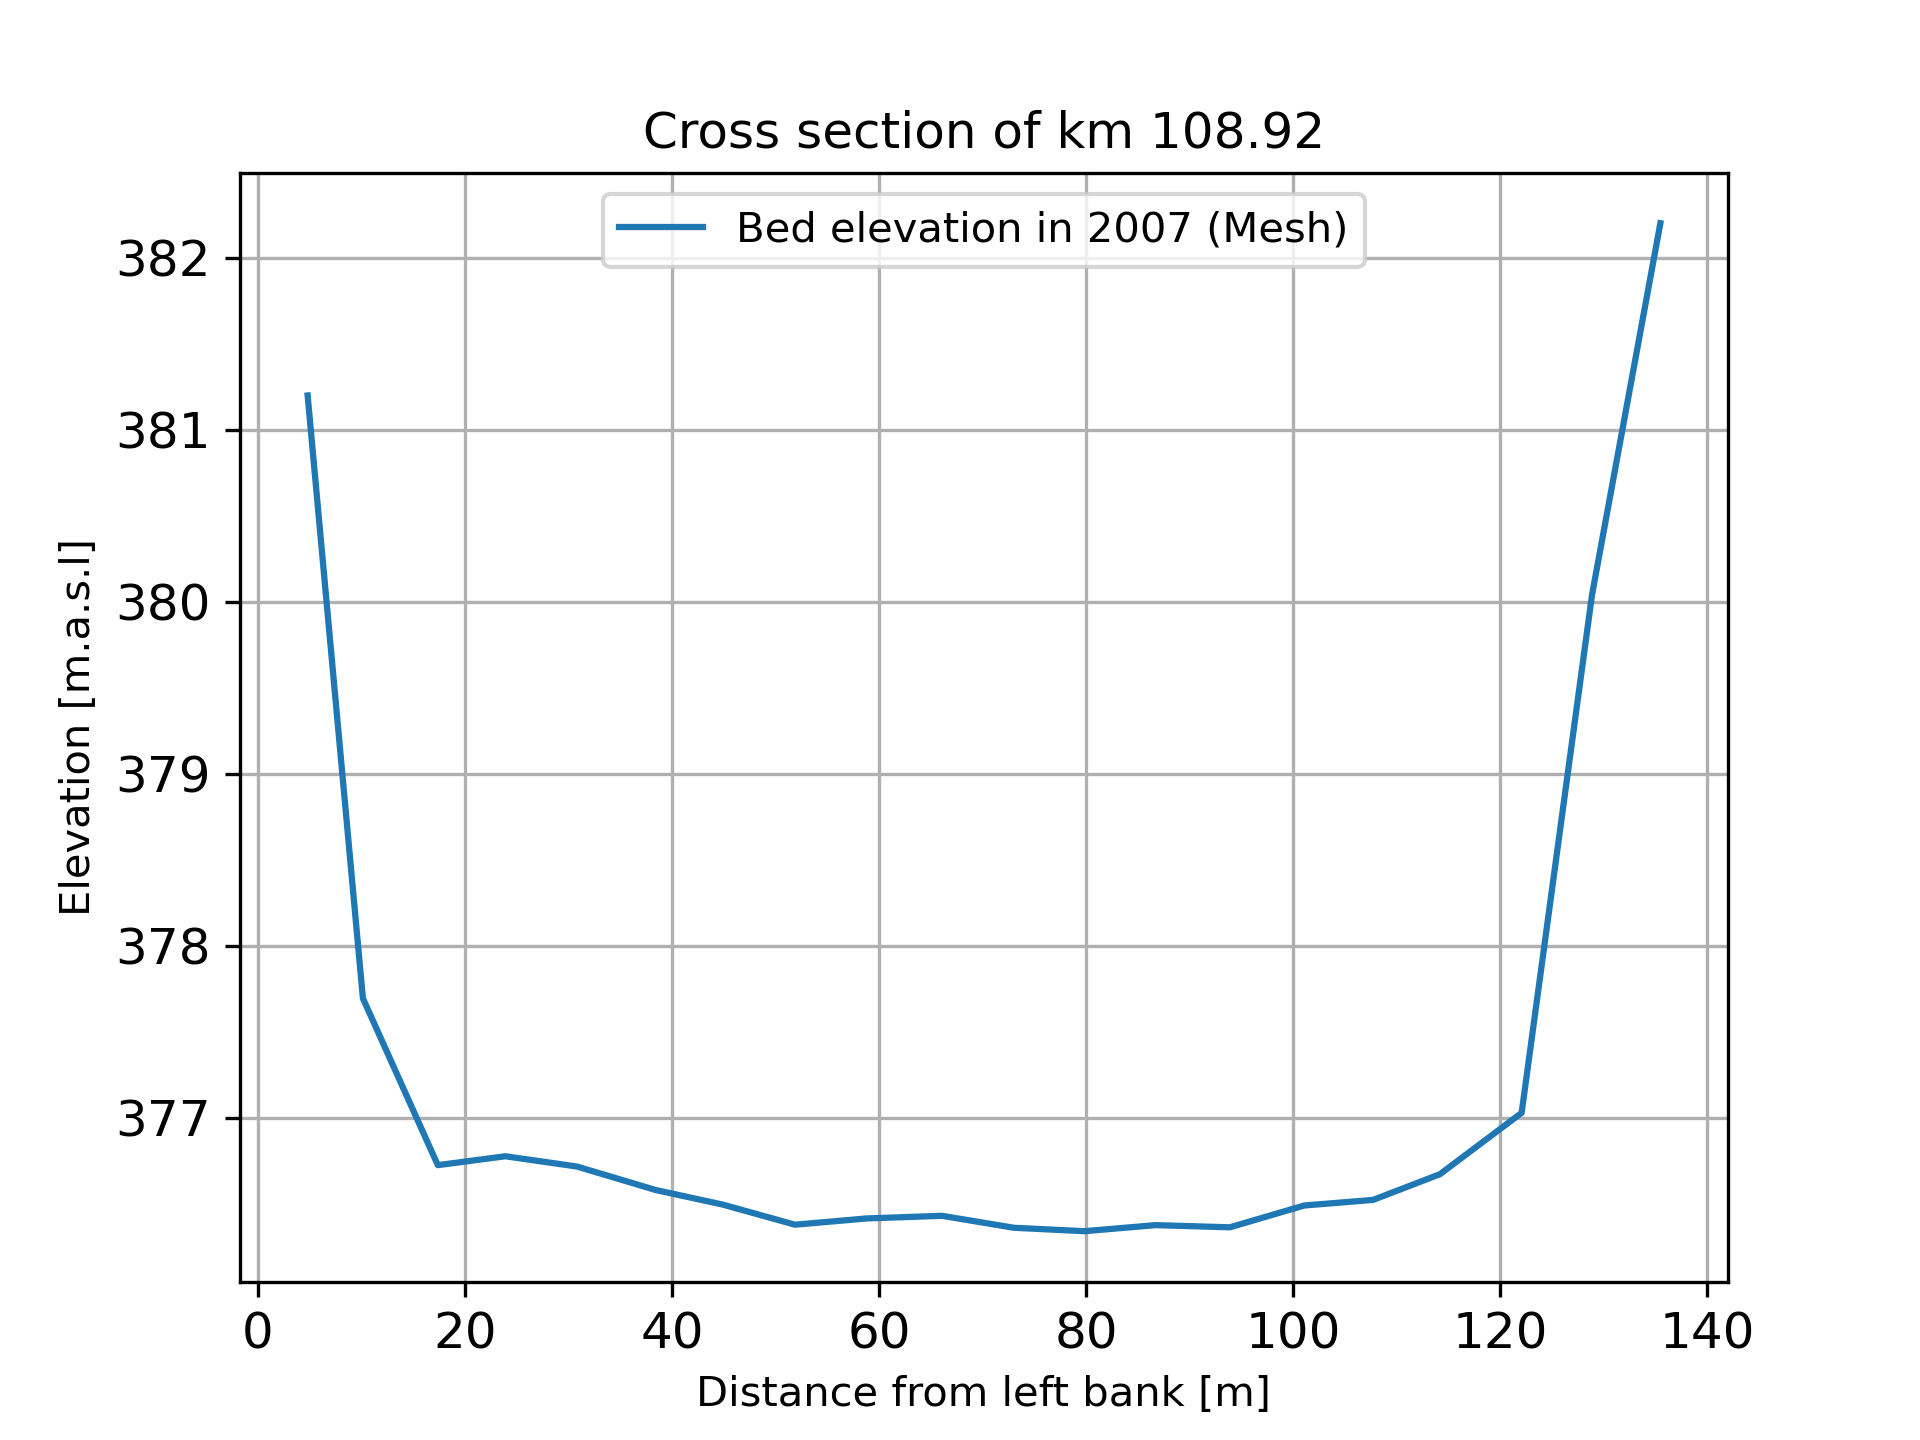 Cross section of km 108.92
Bed elevation in 2007 (Mesh)
382
381
380
379
378
377
Elevation [m.a.s.l]
0 20 40 60 80 100 120 140
Distance from left bank [m]